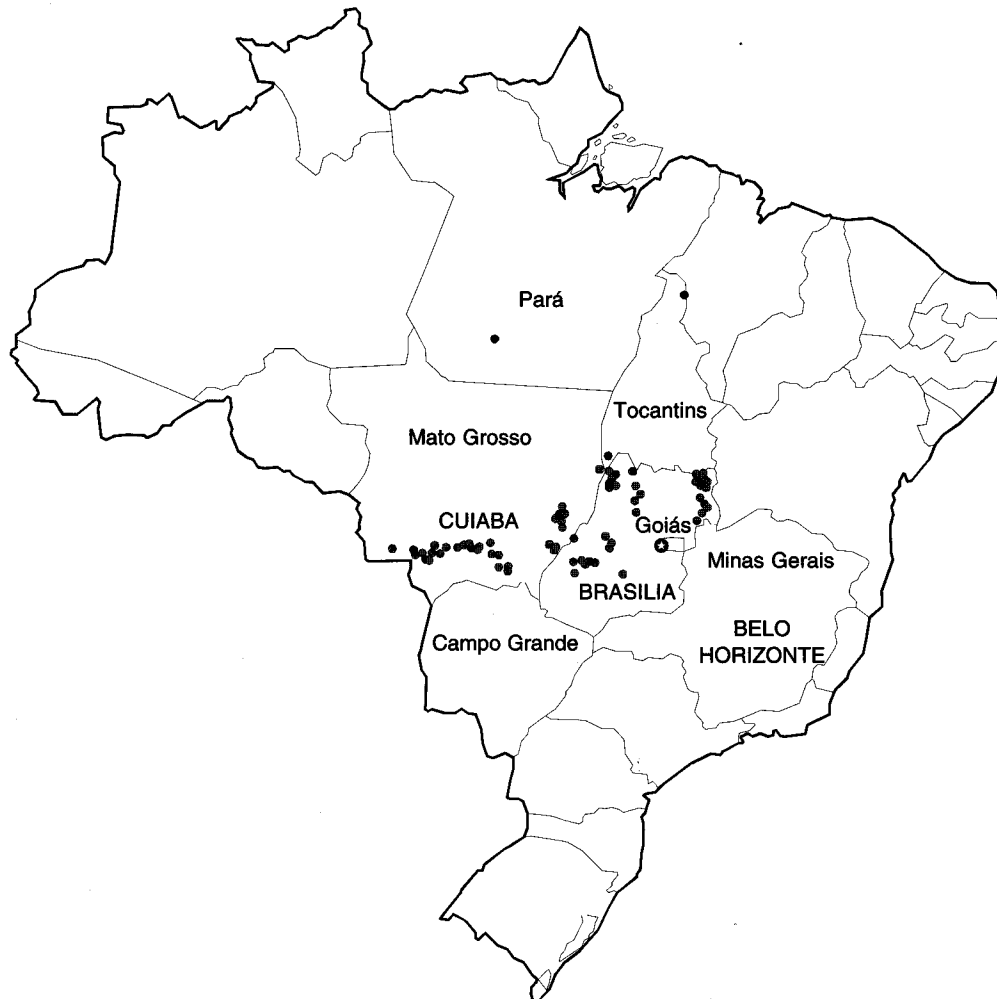 Pará
Tocantins
Mato Grosso
CUIABA
Goiás
Minas Gerais
BRASILIA
Campo Grande
BELO
HORIZONTE